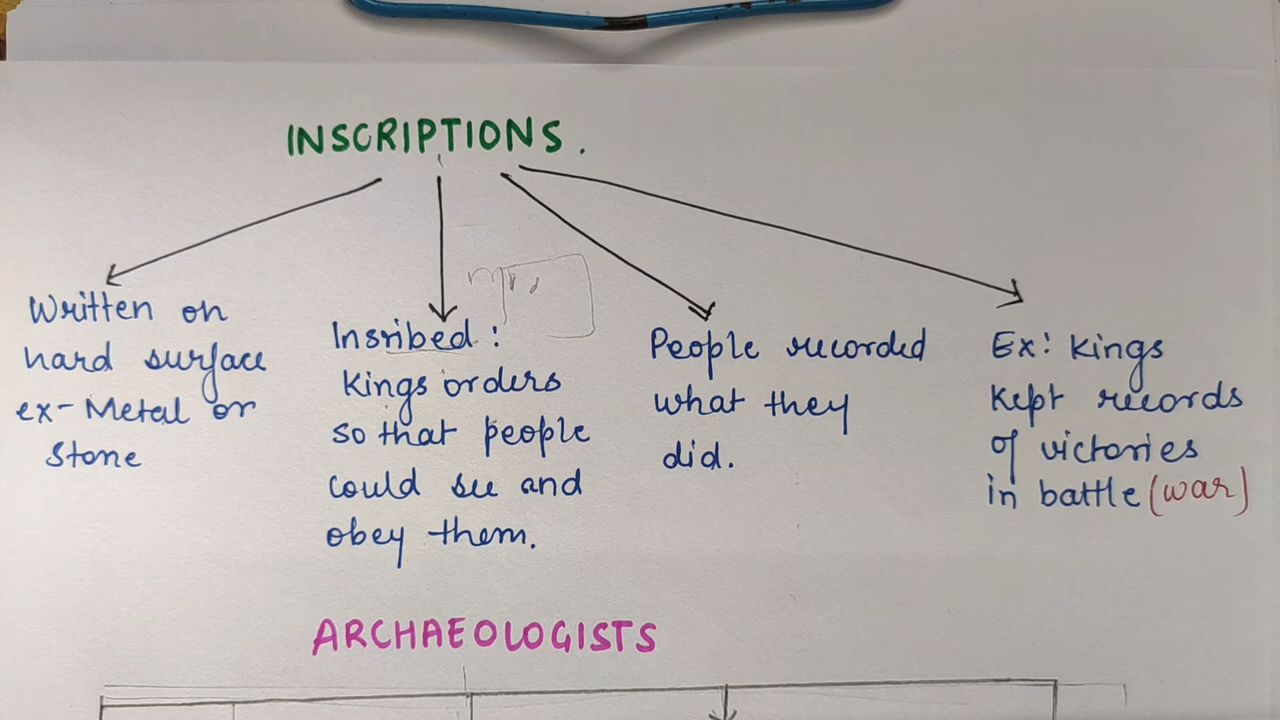 INSCRIPTIONS.
Written on
hard surface
ex- Metal or
Stone
Insribed :
Kings orders
so that people
could see and
obey them.
People recorded
what they
did.
Ex: Kings
kept records
of victories
in battle (war)
ARCHAEOLOGISTS